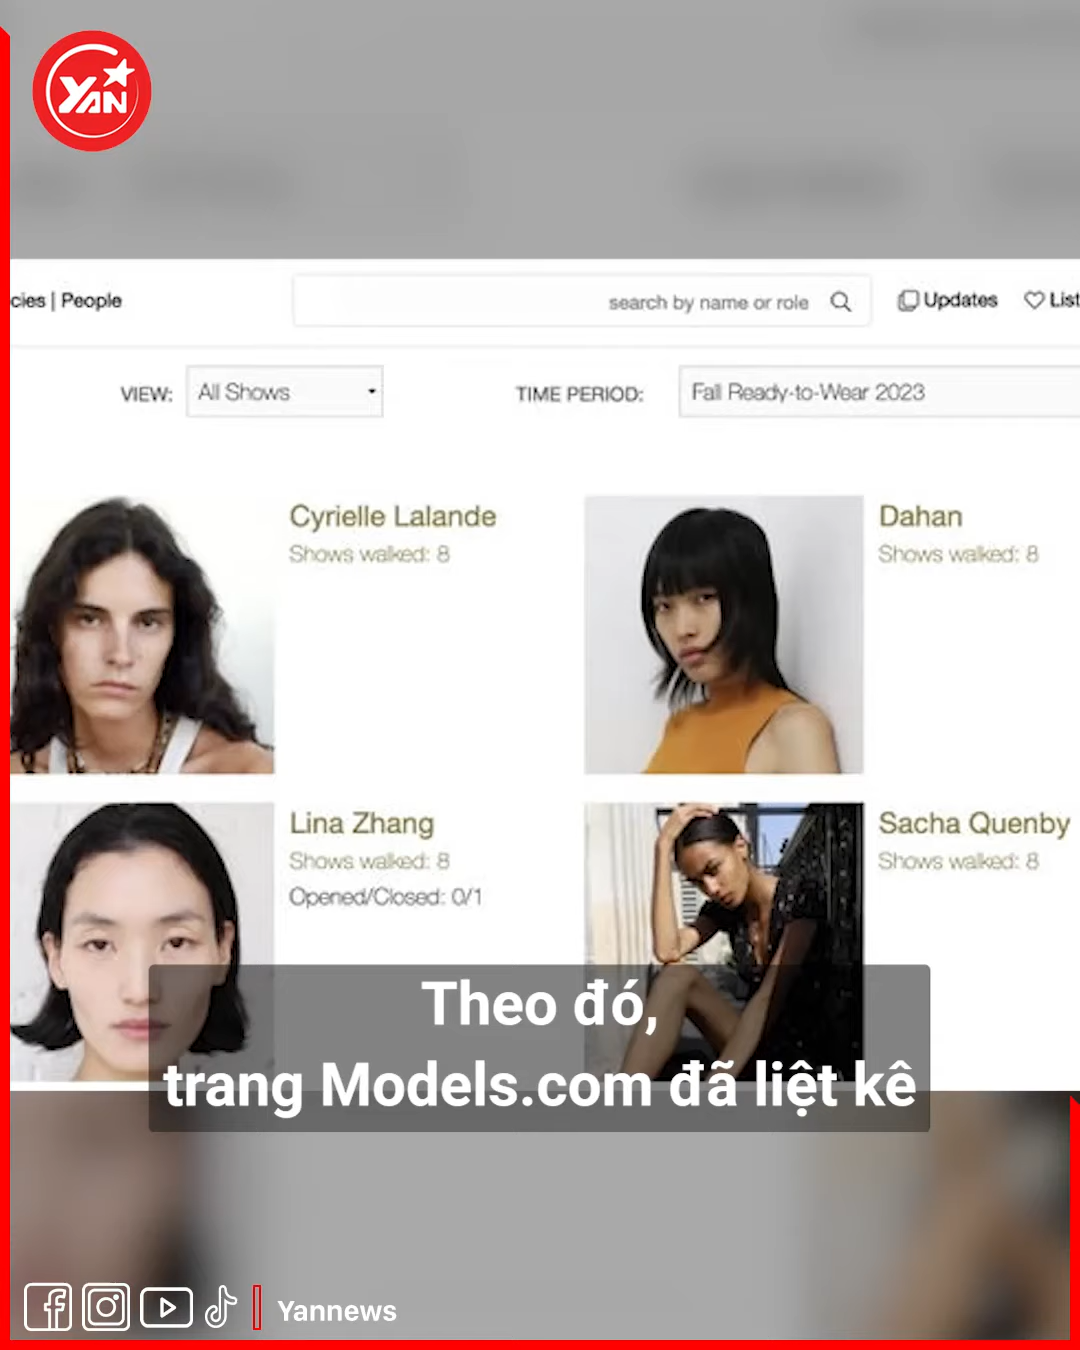 YAN
cies | People
search by name or role
Updates
List
VIEW:
All Shows
TIME PERIOD:
Fall Ready-to-Wear 2023
Cyrielle Lalande
Shows walked: 8
Dahan
Shows walked: 8
Lina Zhang
Shows walked: 8
Opened/Closed: 0/1
Sacha Quenby
Shows walked: 8
Theo đó,
trang Models.com đã liệt kê
Yannews